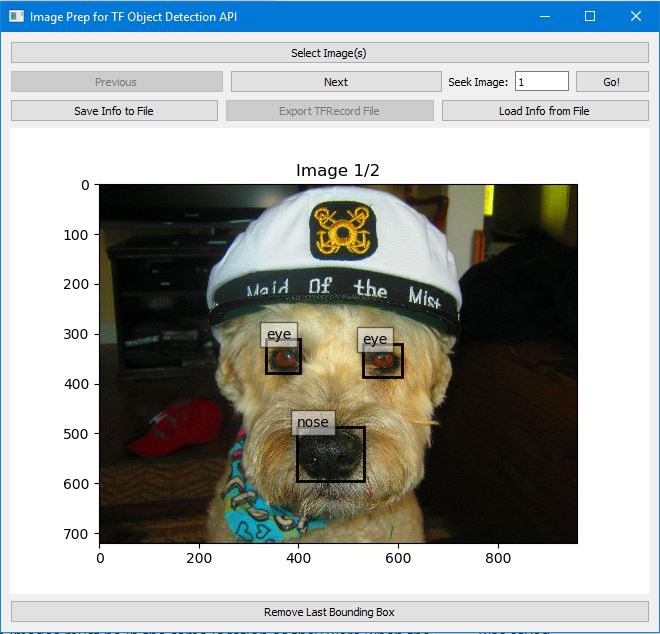 Image Prep for TF Object Detection API
Select Image(s)
Previous Next Seek Image: 1 Go!
Save Info to File Export TFRecord File Load Info from File
Image 1/2
0
100
200
300
400
500
600
700
Maid Of the Mist
eye eye
nose
0 200 400 600 800
Remove Last Bounding Box